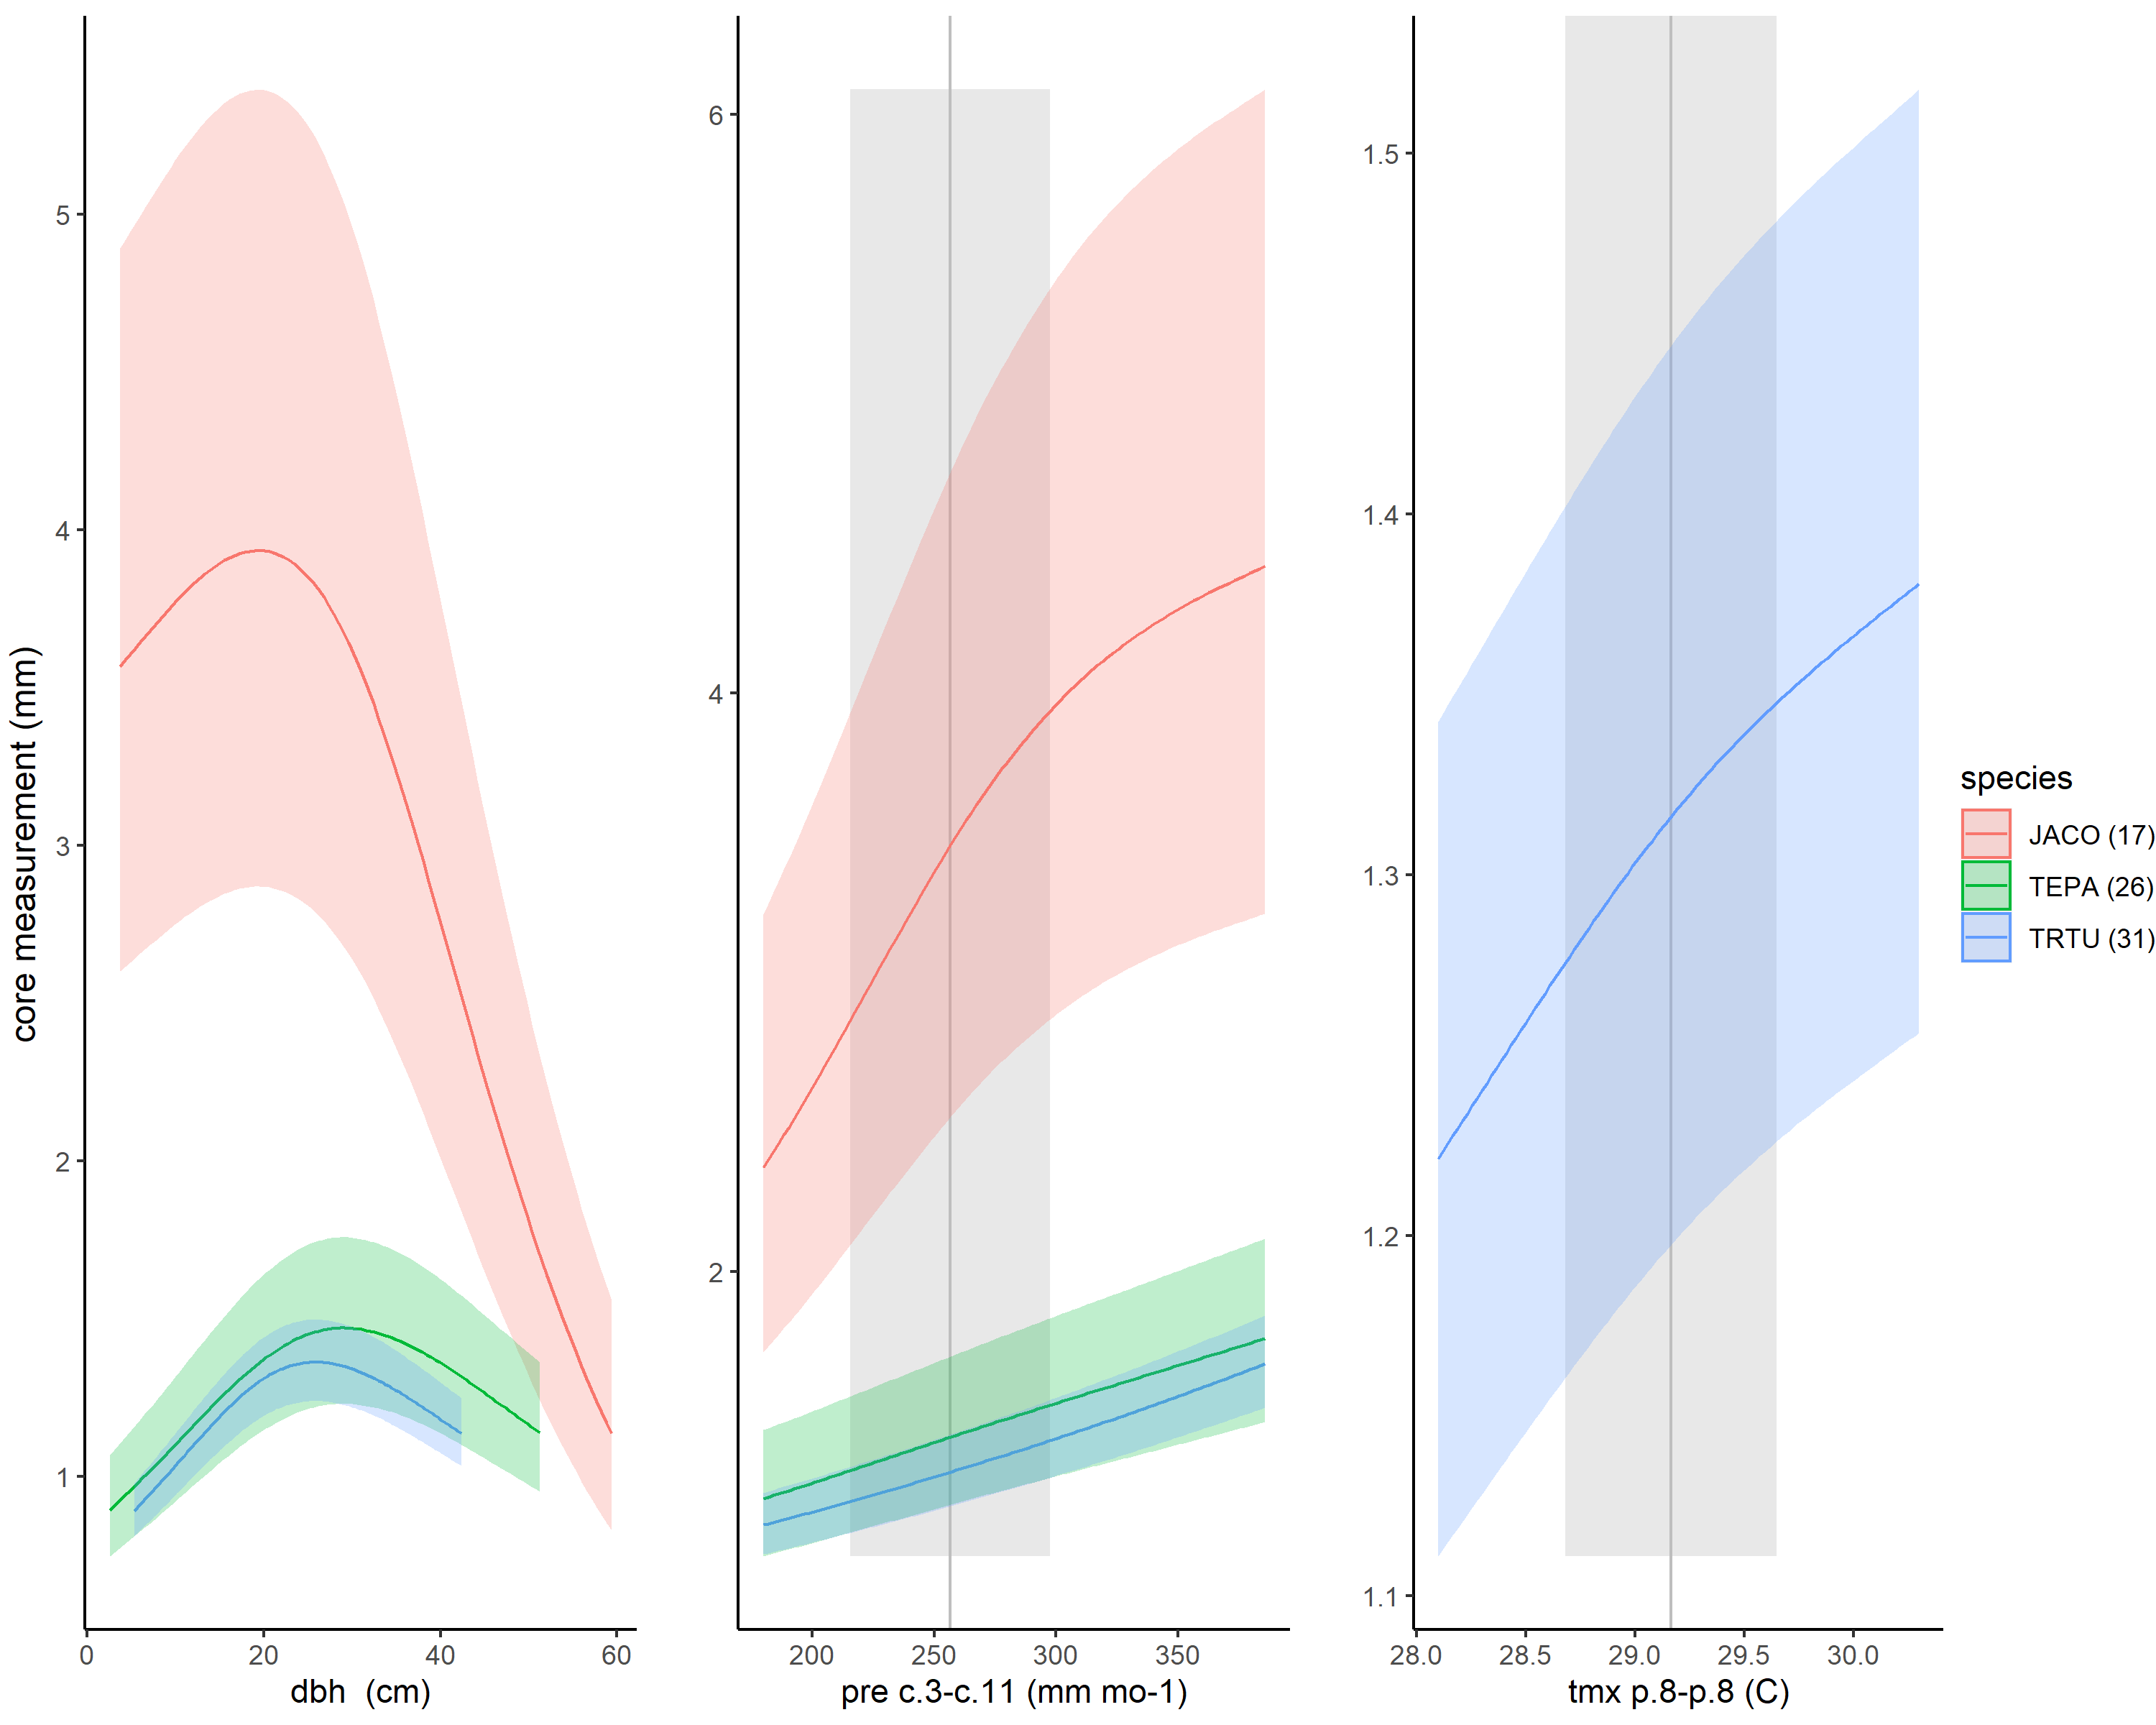 core measurement (mm)
5
4
3
2
1
0 20 40 60
dbh  (cm)
6
4
2
200 250 300 350
pre c.3-c.11 (mm mo-1)
1.5
1.4
1.3
1.2
1.1
28.0 28.5 29.0 29.5 30.0
tmx p.8-p.8 (C)
species
JACO (17)
TEPA (26)
TRTU (31)